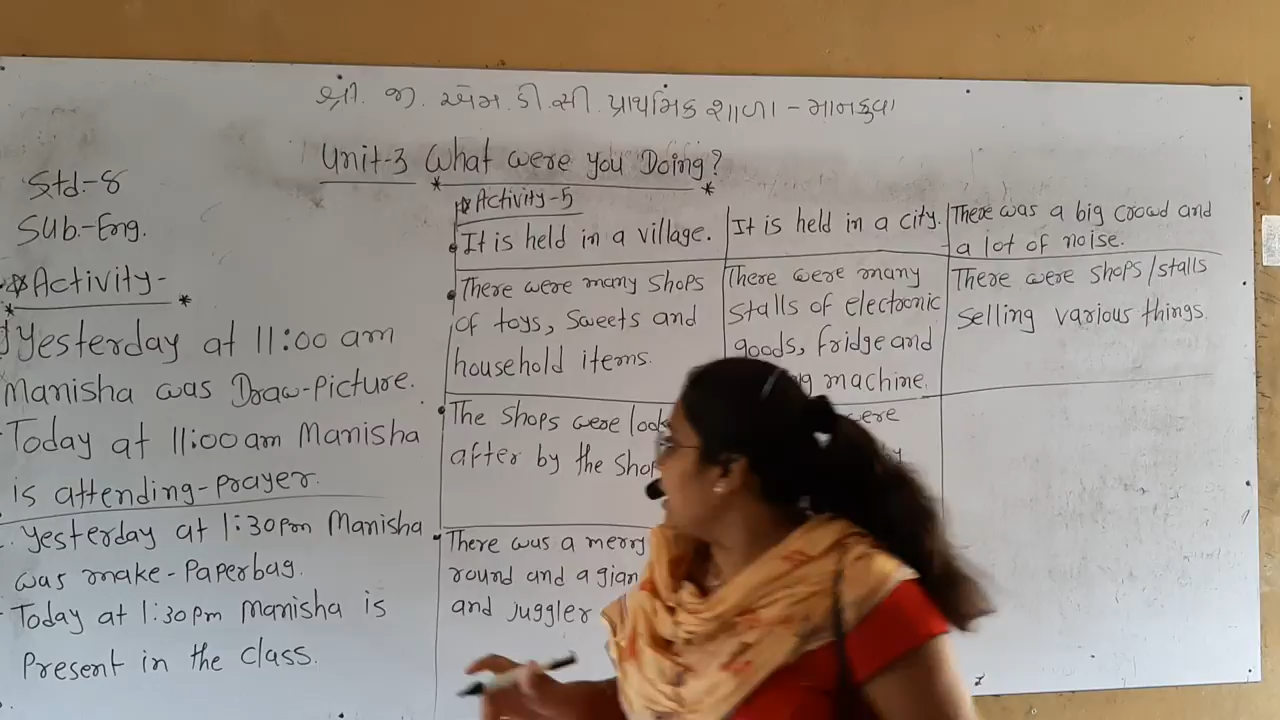 શ્રી. જી. એમ. ડી. સી. પ્રાથમિક શાળા - માનકુવા
Unit-3 What were you Doing?
Std-8
Sub.-Eng.
Activity-
Yesterday at 11:00 am
Manisha was Draw-Picture.
Today at 11:00 am Manisha
is attending-prayer.
Yesterday at 1:30pm Manisha
was make-Paperbag.
Today at 1:30pm Manisha is
Present in the class.
Activity-5
It is held in a village.
There were many shops
of toys, sweets and
household items.
The shops were
after by the
There was a merry
round and a
and juggler
It is held in a city.
There were many
stalls of electronic
goods, fridge and
machine.
were
There was a big crowd and
a lot of noise.
There were shops/stalls
selling various things.